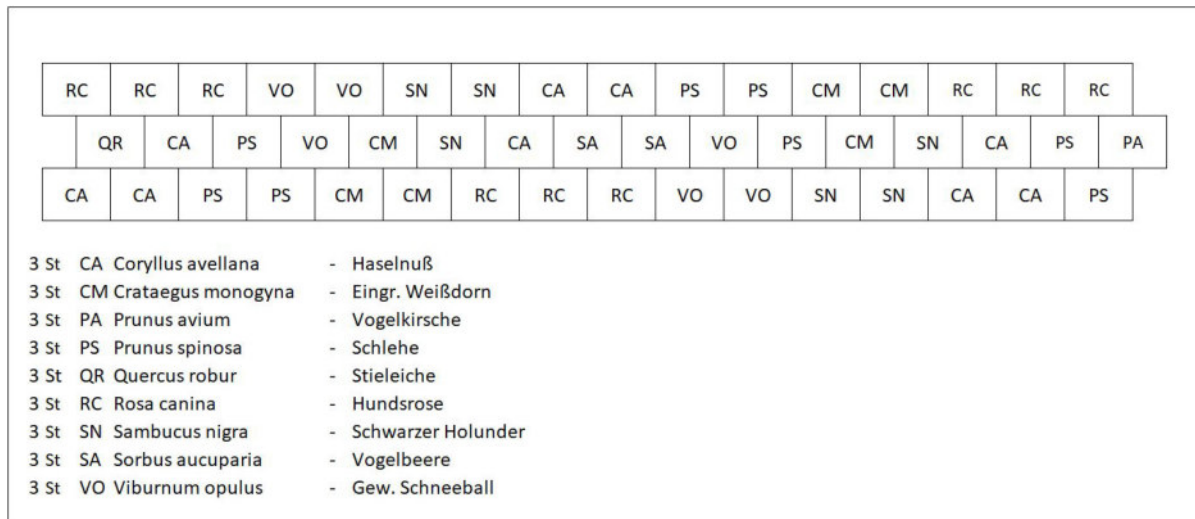 RC RC RC VO VO SN SN CA CA PS PS CM CM RC RC RC
QR CA PS VO CM SN CA SA SA VO PS CM SN CA PS PA
CA CA PS PS CM CM RC RC RC VO VO SN SN CA CA PS
3 St CA Coryllus avellana - Haselnuß
3 St CM Crataegus monogyna - Eingr. Weißdorn
3 St PA Prunus avium - Vogelkirsche
3 St PS Prunus spinosa - Schlehe
3 St QR Quercus robur - Stieleiche
3 St RC Rosa canina - Hundsrose
3 St SN Sambucus nigra - Schwarzer Holunder
3 St SA Sorbus aucuparia - Vogelbeere
3 St VO Viburnum opulus - Gew. Schneeball